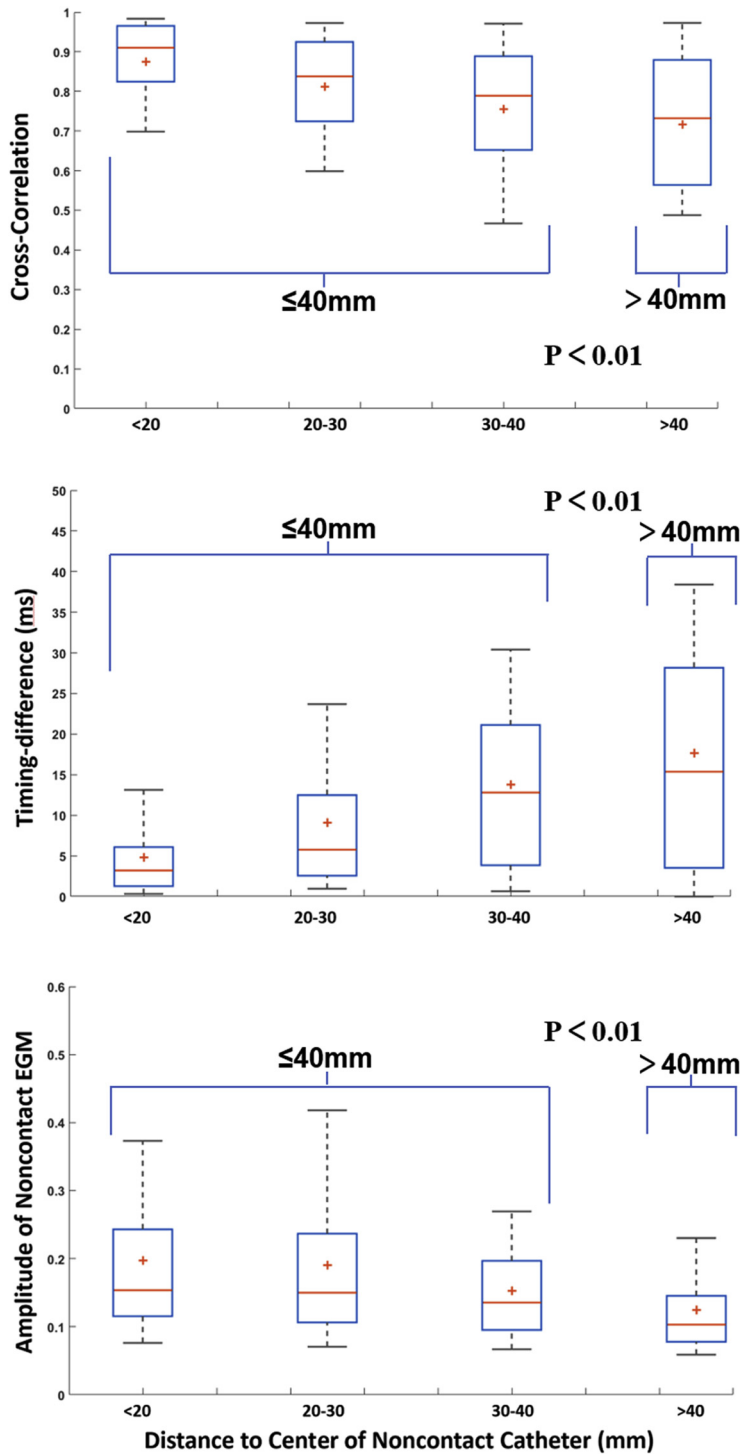 1
0.9
0.8
0.7
0.6
0.5
0.4
0.3
0.2
0.1
0
Cross-Correlation
≤40mm
>40mm
P<0.01
<20 20-30 30-40 >40
50
45
40
35
30
25
20
15
10
5
0
Timing-difference (ms)
P<0.01
≤40mm
>40mm
<20 20-30 30-40 >40
0.6
0.5
0.4
0.3
0.2
0.1
0
Amplitude of Noncontact EGM
P<0.01
≤40mm
>40mm
<20 20-30 30-40 >40
Distance to Center of Noncontact Catheter (mm)